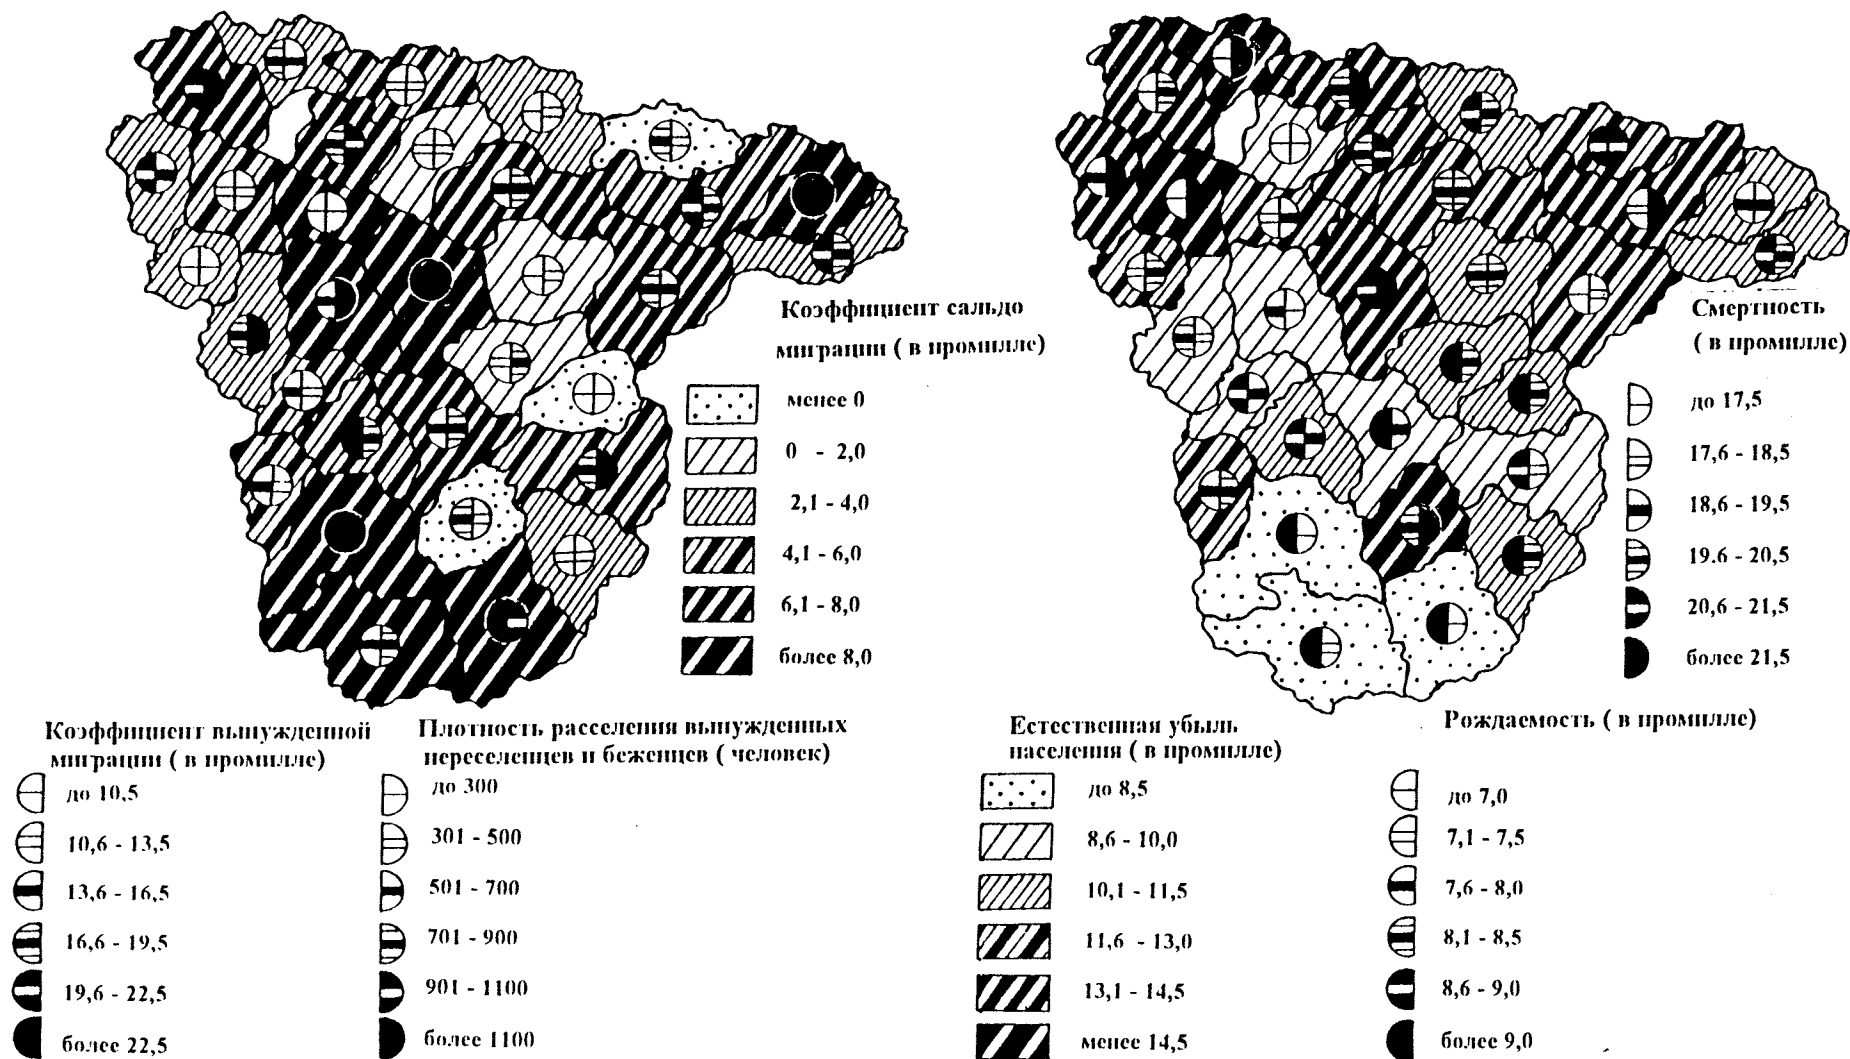 Коэффициент сальдо
миграции ( в промилле)
менее 0
0 - 2,0
2,1 - 4,0
4,1 - 6,0
6,1 - 8,0
более 8,0
Смертность
( в промилле)
до 17,5
17,6 - 18,5
18,6 - 19,5
19.6 - 20,5
20,6 - 21,5
более 21,5
Коэффициент вынужденной
миграции ( в промилле)
до 10,5
10,6 - 13,5
13,6 - 16,5
16,6 - 19,5
19,6 - 22,5
более 22,5
Плотность расселения вынужденных
переселенцев и беженцев ( человек)
до 300
301 - 500
501 - 700
701 - 900
901 - 1100
более 1100
Естественная убыль
населения ( в промилле)
до 8,5
8,6 - 10,0
10,1 - 11,5
11,6 - 13,0
13,1 - 14,5
менее 14,5
Рождаемость ( в промилле)
до 7,0
7,1 - 7,5
7,6 - 8,0
8,1 - 8,5
8,6 - 9,0
более 9,0